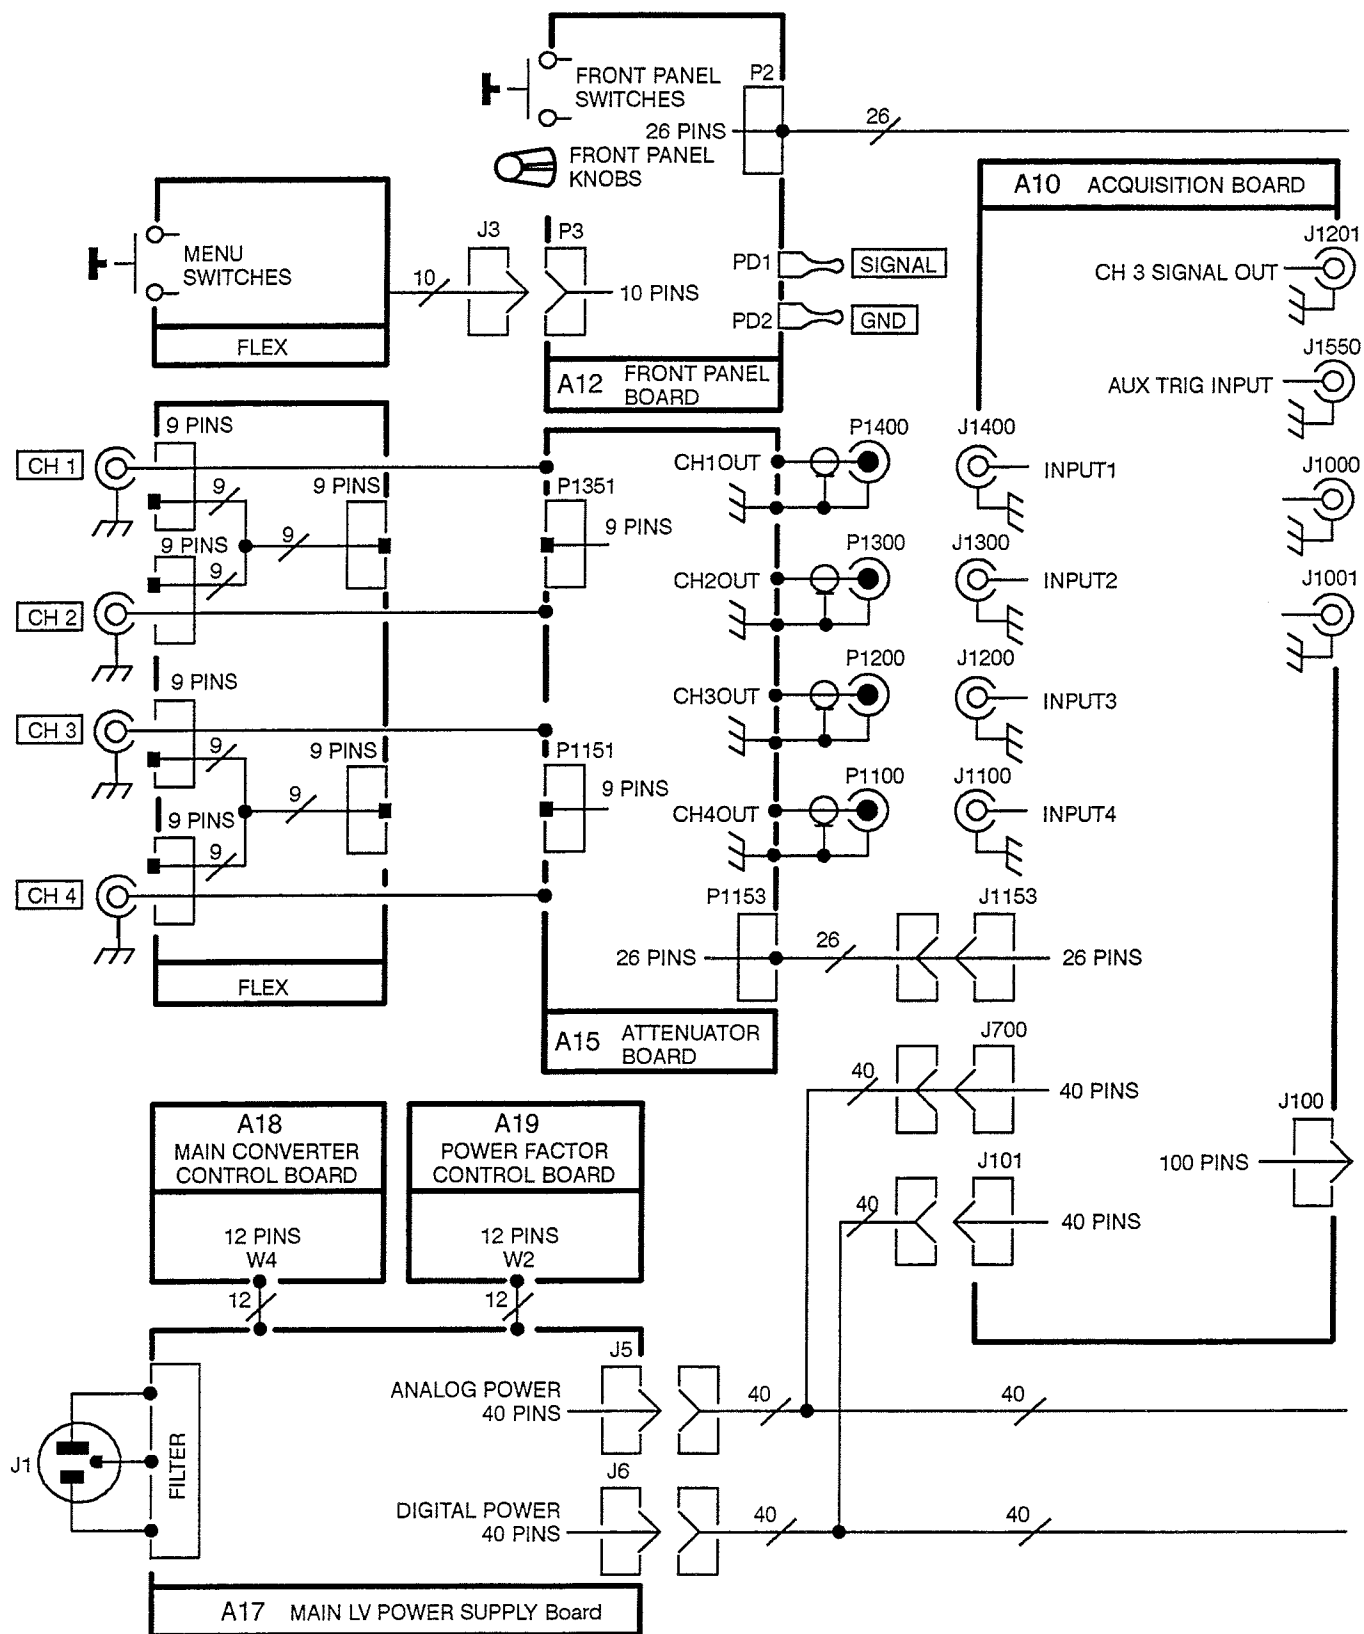 P2
FRONT PANEL
SWITCHES
26 PINS
26
FRONT PANEL
KNOBS
A10 ACQUISITION BOARD
MENU
SWITCHES
10
J3
P3
10 PINS
PD1
SIGNAL
PD2
GND
J1201
CH 3 SIGNAL OUT
FLEX
A12 FRONT PANEL
BOARD
J1550
AUX TRIG INPUT
9 PINS
CH 1
9
9 PINS
9
9 PINS
9
CH 2
P1351
9 PINS
CH1OUT
P1400
J1400
INPUT1
J1000
CH2OUT
P1300
J1300
INPUT2
J1001
9 PINS
CH 3
9
9 PINS
9
9 PINS
9
CH 4
P1151
9 PINS
CH3OUT
P1200
J1200
INPUT3
CH4OUT
P1100
J1100
INPUT4
P1153
26 PINS
26
J1153
26 PINS
FLEX
A15 ATTENUATOR
BOARD
J700
40
40 PINS
J100
100 PINS
J101
40
40 PINS
A18
MAIN CONVERTER
CONTROL BOARD
12 PINS
W4
12
A19
POWER FACTOR
CONTROL BOARD
12 PINS
W2
12
J1
FILTER
J5
ANALOG POWER
40 PINS
40
40
J6
DIGITAL POWER
40 PINS
40
40
A17 MAIN LV POWER SUPPLY Board